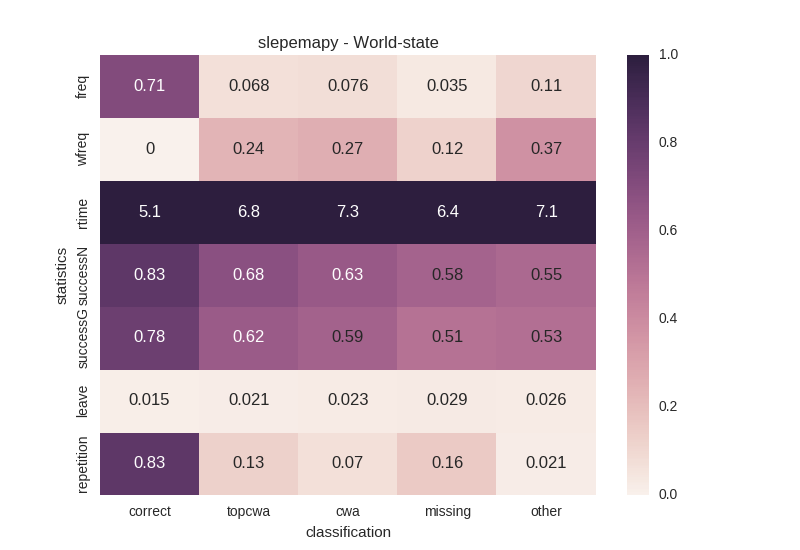 slepemapy - World-state
freq 0.71 0.068 0.076 0.035 0.11
wfreq 0 0.24 0.27 0.12 0.37
rtime 5.1 6.8 7.3 6.4 7.1
successN 0.83 0.68 0.63 0.58 0.55
successG 0.78 0.62 0.59 0.51 0.53
leave 0.015 0.021 0.023 0.029 0.026
repetition 0.83 0.13 0.07 0.16 0.021
correct topcwa cwa missing other
classification
statistics
1.0
0.8
0.6
0.4
0.2
0.0